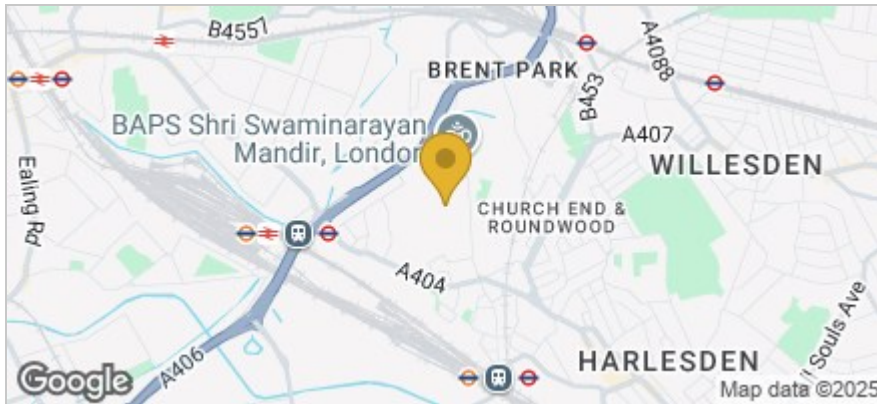 B4557
A4088
BRENT PARK
B453
BAPS Shri Swaminarayan
Mandir, London
A407
WILLESDEN
Ealing Rd
CHURCH END &
ROUNDWOOD
A404
A406
HARLESDEN
Souls Ave
Google
Map data ©2025